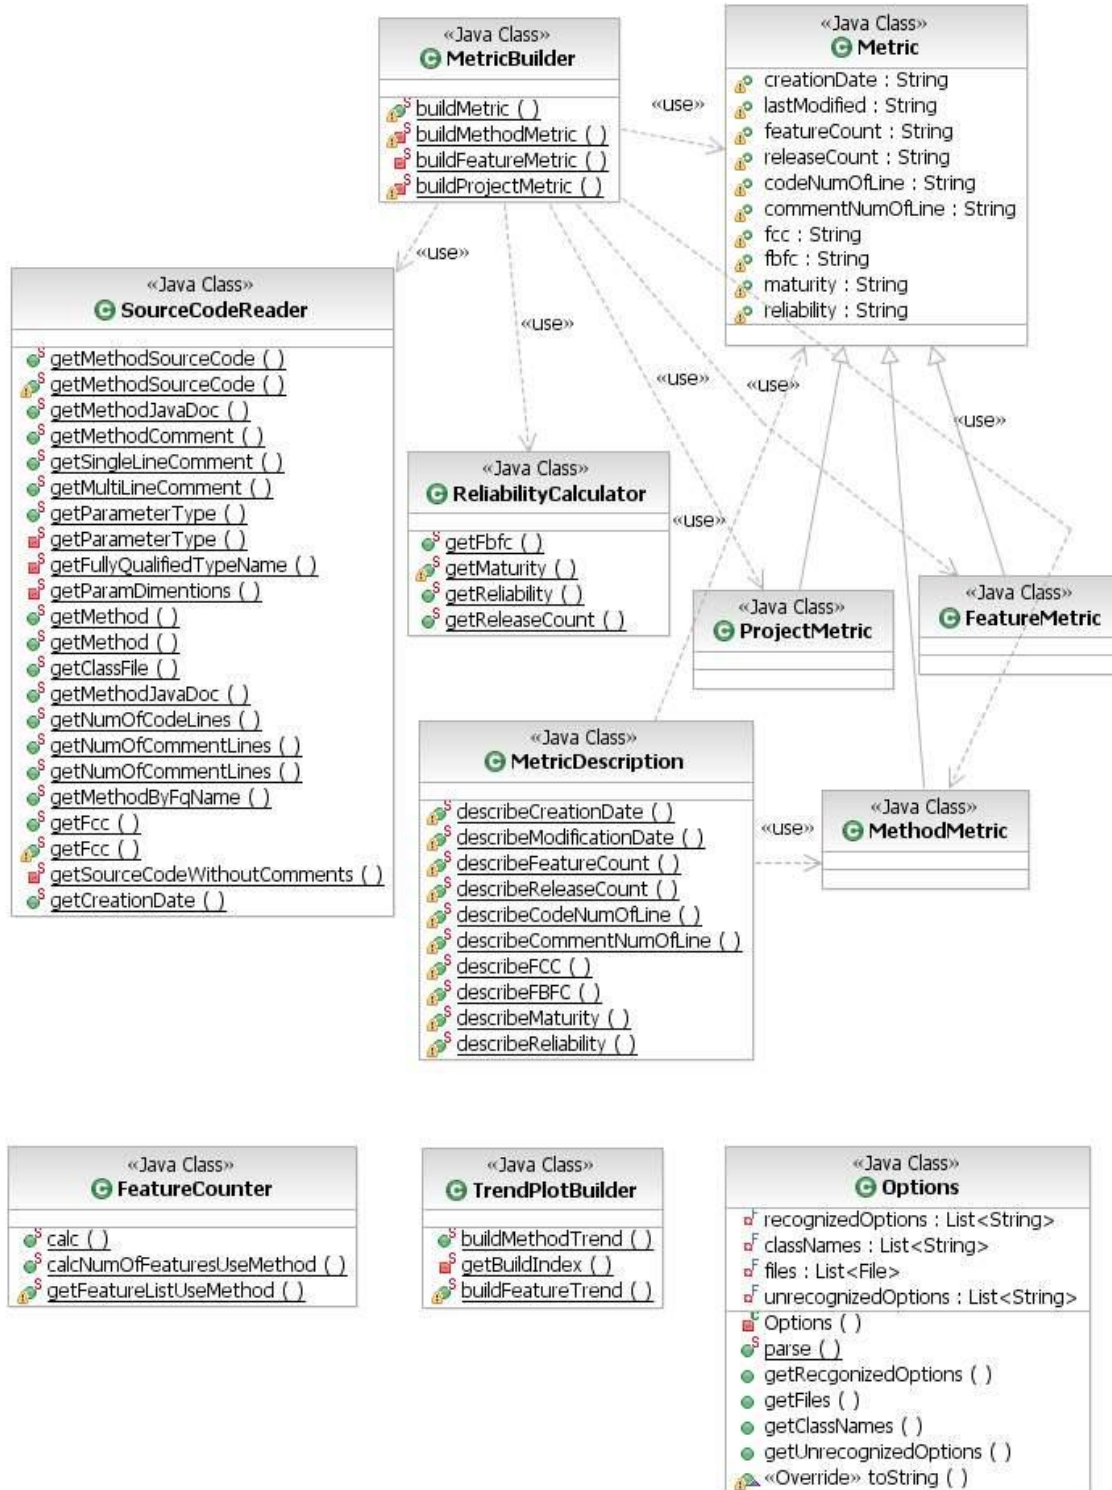 «Java Class»
MetricBuilder
buildMetric ( )
buildMethodMetric ( )
buildFeatureMetric ( )
buildProjectMetric ( )
«Java Class»
Metric
creationDate : String
lastModified : String
featureCount : String
releaseCount : String
codeNumOfLine : String
commentNumOfLine : String
fcc : String
fbfc : String
maturity : String
reliability : String
«use»
«use»
«use»
«use»
«use»
«use»
«use»
«Java Class»
SourceCodeReader
getMethodSourceCode ( )
getMethodSourceCode ( )
getMethodJavaDoc ( )
getMethodComment ( )
getSingleLineComment ( )
getMultiLineComment ( )
getParameterType ( )
getParameterType ( )
getFullyQualifiedTypeName ( )
getParamDimentions ( )
getMethod ( )
getMethod ( )
getClassFile ( )
getMethodJavaDoc ( )
getNumOfCodeLines ( )
getNumOfCommentLines ( )
getNumOfCommentLines ( )
getMethodByFqName ( )
getFcc ( )
getFcc ( )
getSourceCodeWithoutComments ( )
getCreationDate ( )
«Java Class»
ReliabilityCalculator
getFbfc ( )
getMaturity ( )
getReliability ( )
getReleaseCount ( )
«Java Class»
ProjectMetric
«Java Class»
FeatureMetric
«Java Class»
MetricDescription
describeCreationDate ( )
describeModificationDate ( )
describeFeatureCount ( )
describeReleaseCount ( )
describeCodeNumOfLine ( )
describeCommentNumOfLine ( )
describeFCC ( )
describeFBFC ( )
describeMaturity ( )
describeReliability ( )
«use»
«Java Class»
MethodMetric
«Java Class»
FeatureCounter
calc ( )
calcNumOfFeaturesUseMethod ( )
getFeatureListUseMethod ( )
«Java Class»
TrendPlotBuilder
buildMethodTrend ( )
getBuildIndex ( )
buildFeatureTrend ( )
«Java Class»
Options
recognizedOptions : List<String>
classNames : List<String>
files : List<File>
unrecognizedOptions : List<String>
Options ( )
parse ( )
getRecgonizedOptions ( )
getFiles ( )
getClassNames ( )
getUnrecognizedOptions ( )
«Override» toString ( )